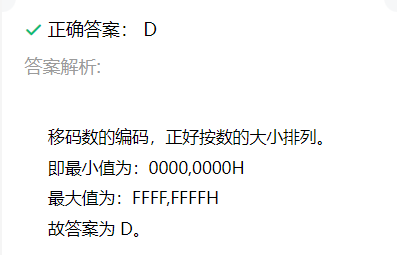 正确答案： D
答案解析:
移码数的编码，正好按数的大小排列。
即最小值为：0000,0000H
最大值为：FFFF,FFFFH
故答案为 D。